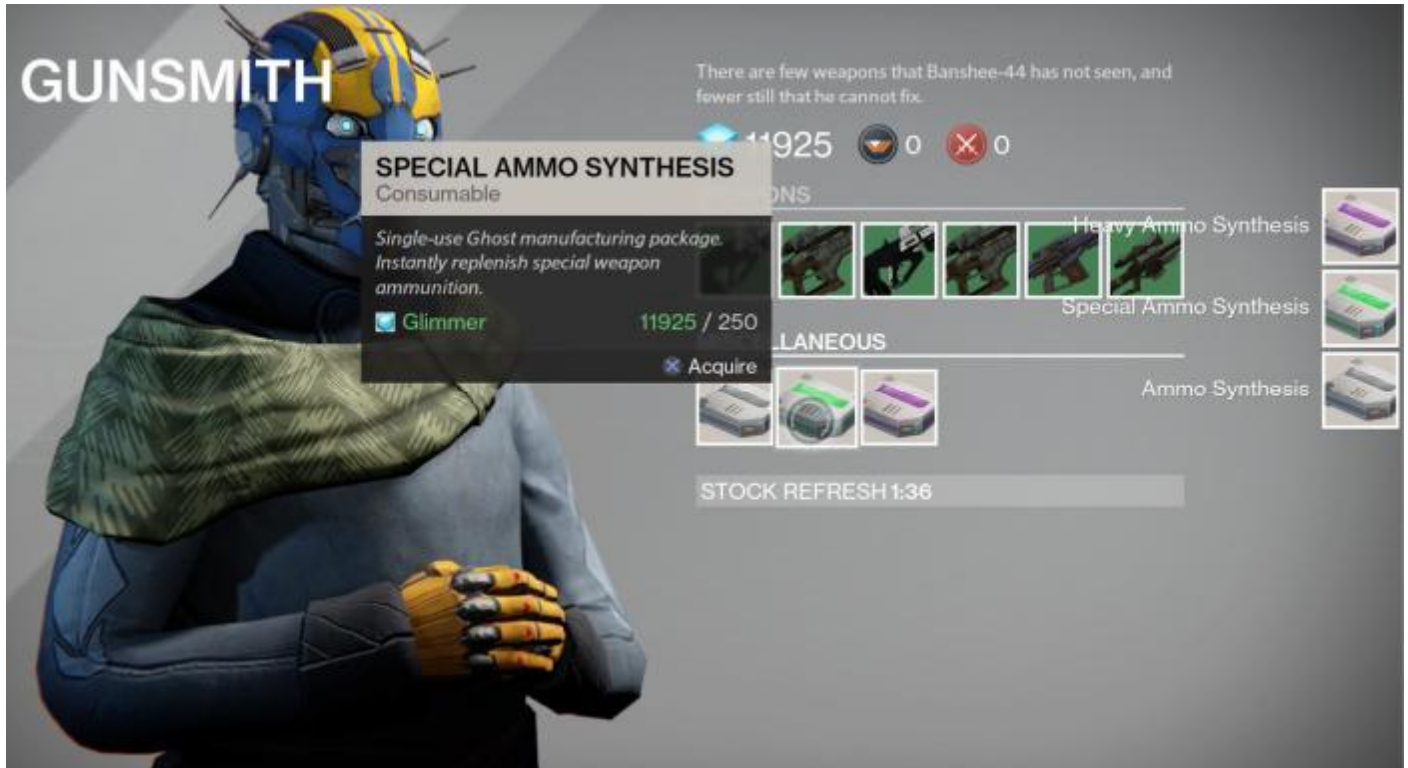 GUNSMITH
There are few weapons that Banshee-44 has not seen, and
fewer still that he cannot fix.
11925
0
0
SPECIAL AMMO SYNTHESIS
Consumable
Single-use Ghost manufacturing package.
Instantly replenish special weapon
ammunition.
Glimmer 11925 / 250
Acquire
ONS
LLANEOUS
STOCK REFRESH 1:36
Heavy Ammo Synthesis
Special Ammo Synthesis
Ammo Synthesis